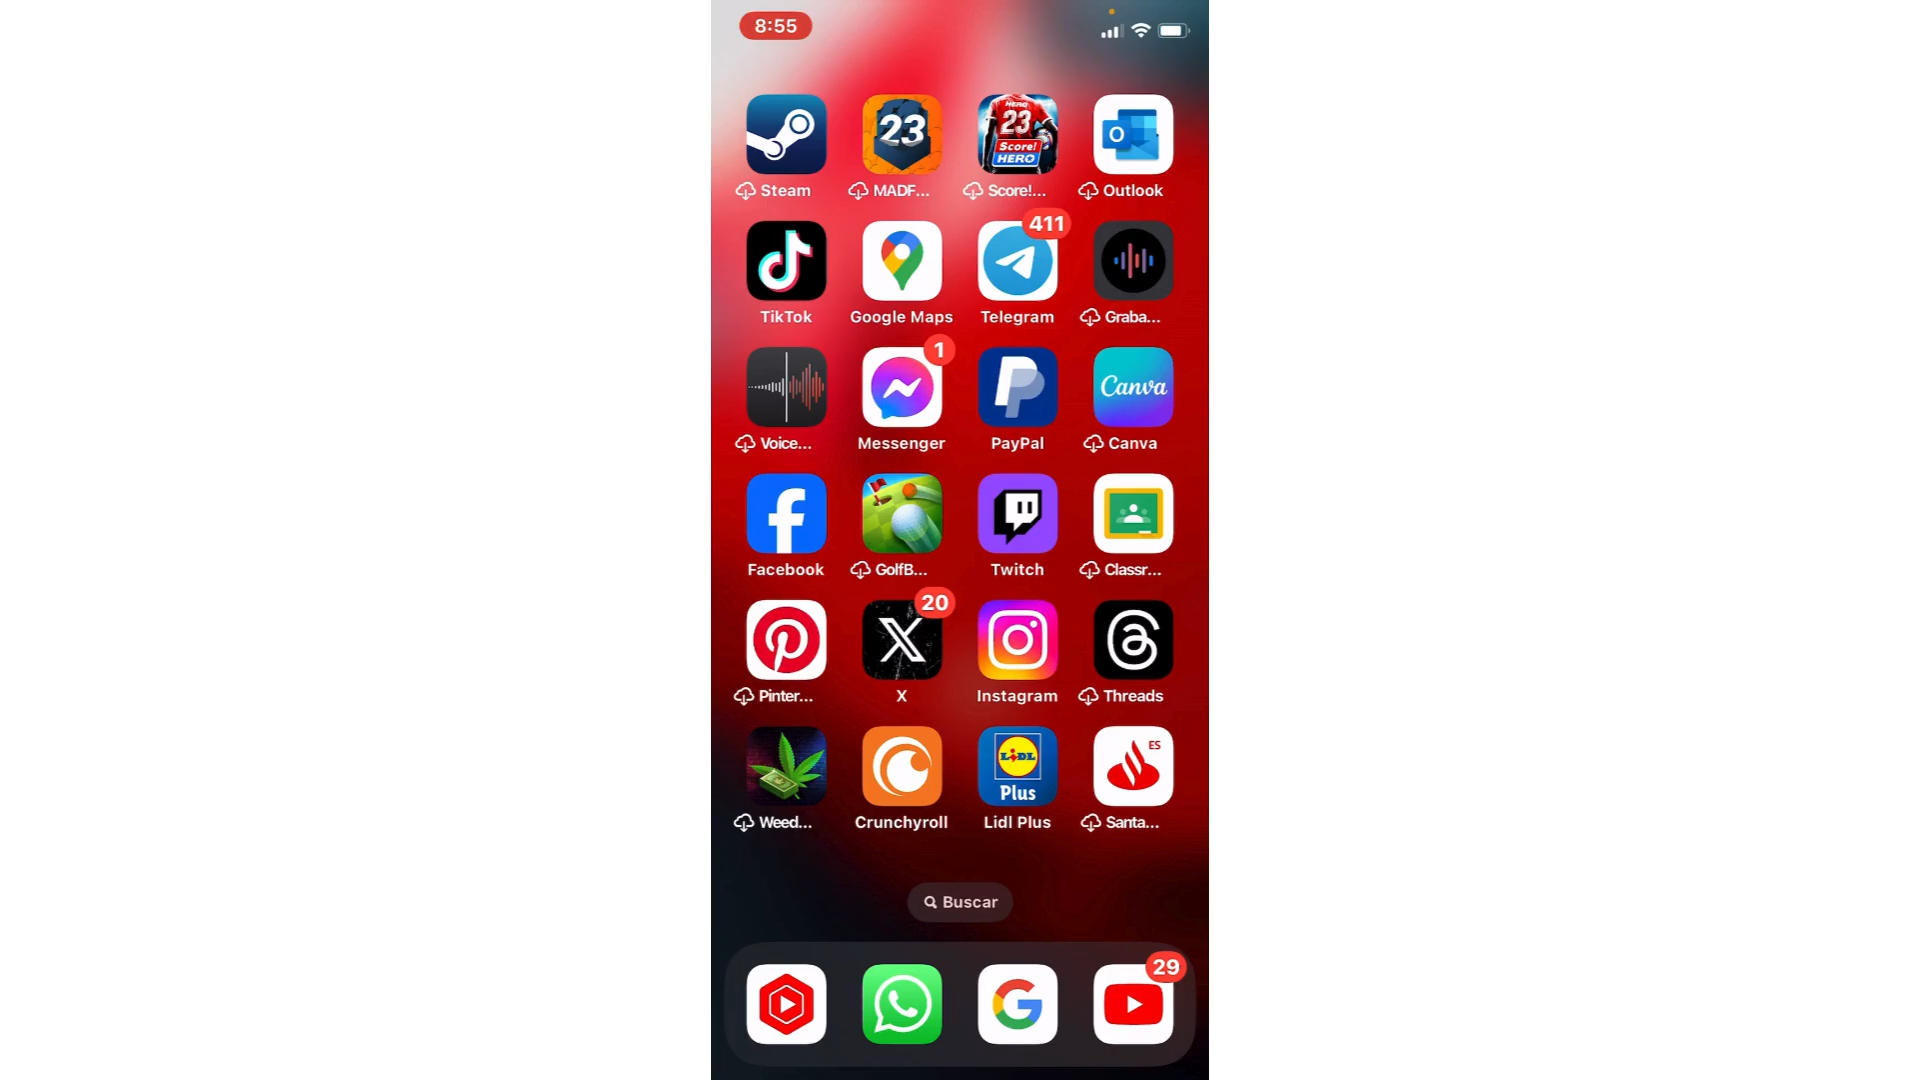 8:55
23
HERO
23
Score!
HERO
O
Steam
MADF...
Score!...
Outlook
411
TikTok
Google Maps
Telegram
Graba...
1
Canva
Voice...
Messenger
PayPal
Canva
Facebook
GolfB...
Twitch
Classr...
20
Pinter...
X
Instagram
Threads
LiDL
Plus
ES
Weed...
Crunchyroll
Lidl Plus
Santa...
Buscar
29